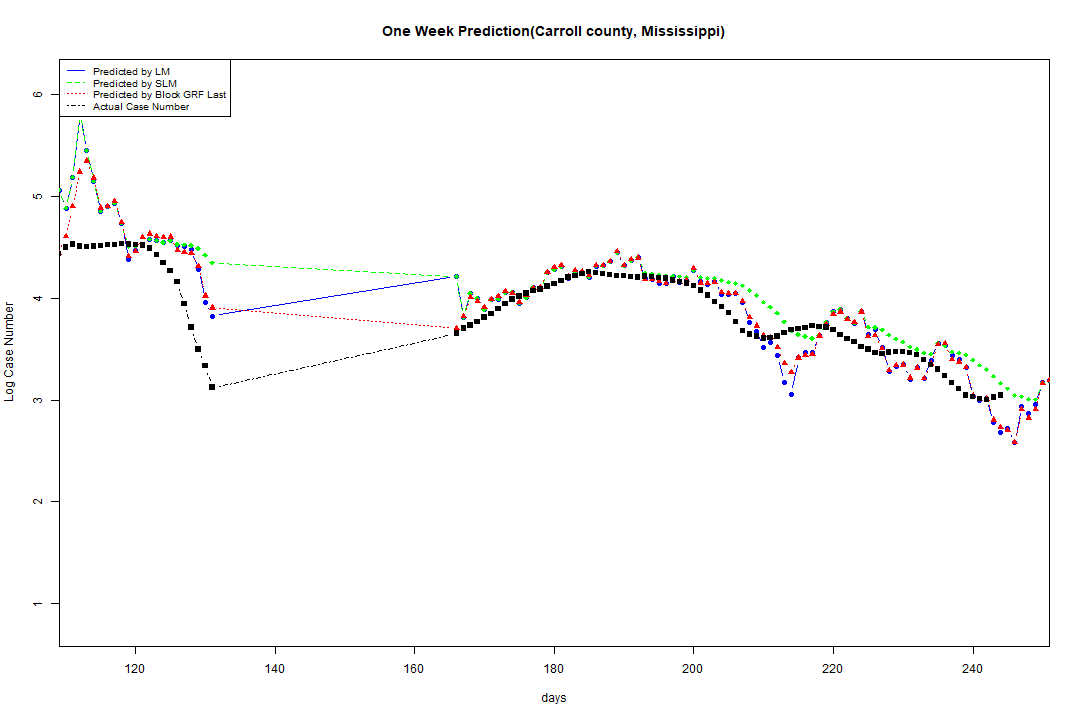 One Week Prediction(Carroll county, Mississippi)
Predicted by LM
Predicted by SLM
Predicted by Block GRF Last
Actual Case Number
6
5
4
3
2
1
Log Case Number
120 140 160 180 200 220 240
days